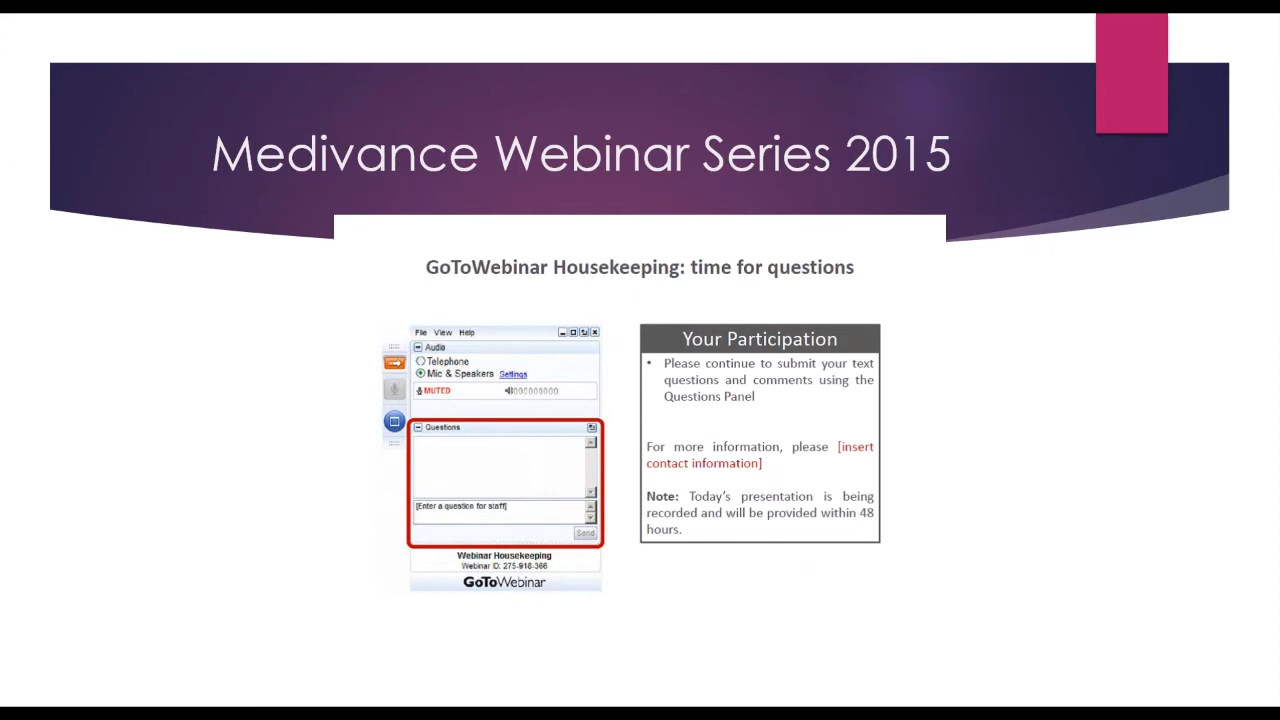 Medivance Webinar Series 2015
GoToWebinar Housekeeping: time for questions
File View Help
Audio
Telephone
Mic & Speakers Settings
MUTED 000000000
Questions
[Enter a question for staff]
Send
Webinar Housekeeping
Webinar ID: 275-918-366
GoToWebinar
Your Participation
• Please continue to submit your text
questions and comments using the
Questions Panel
For more information, please [insert
contact information]
Note: Today's presentation is being
recorded and will be provided within 48
hours.